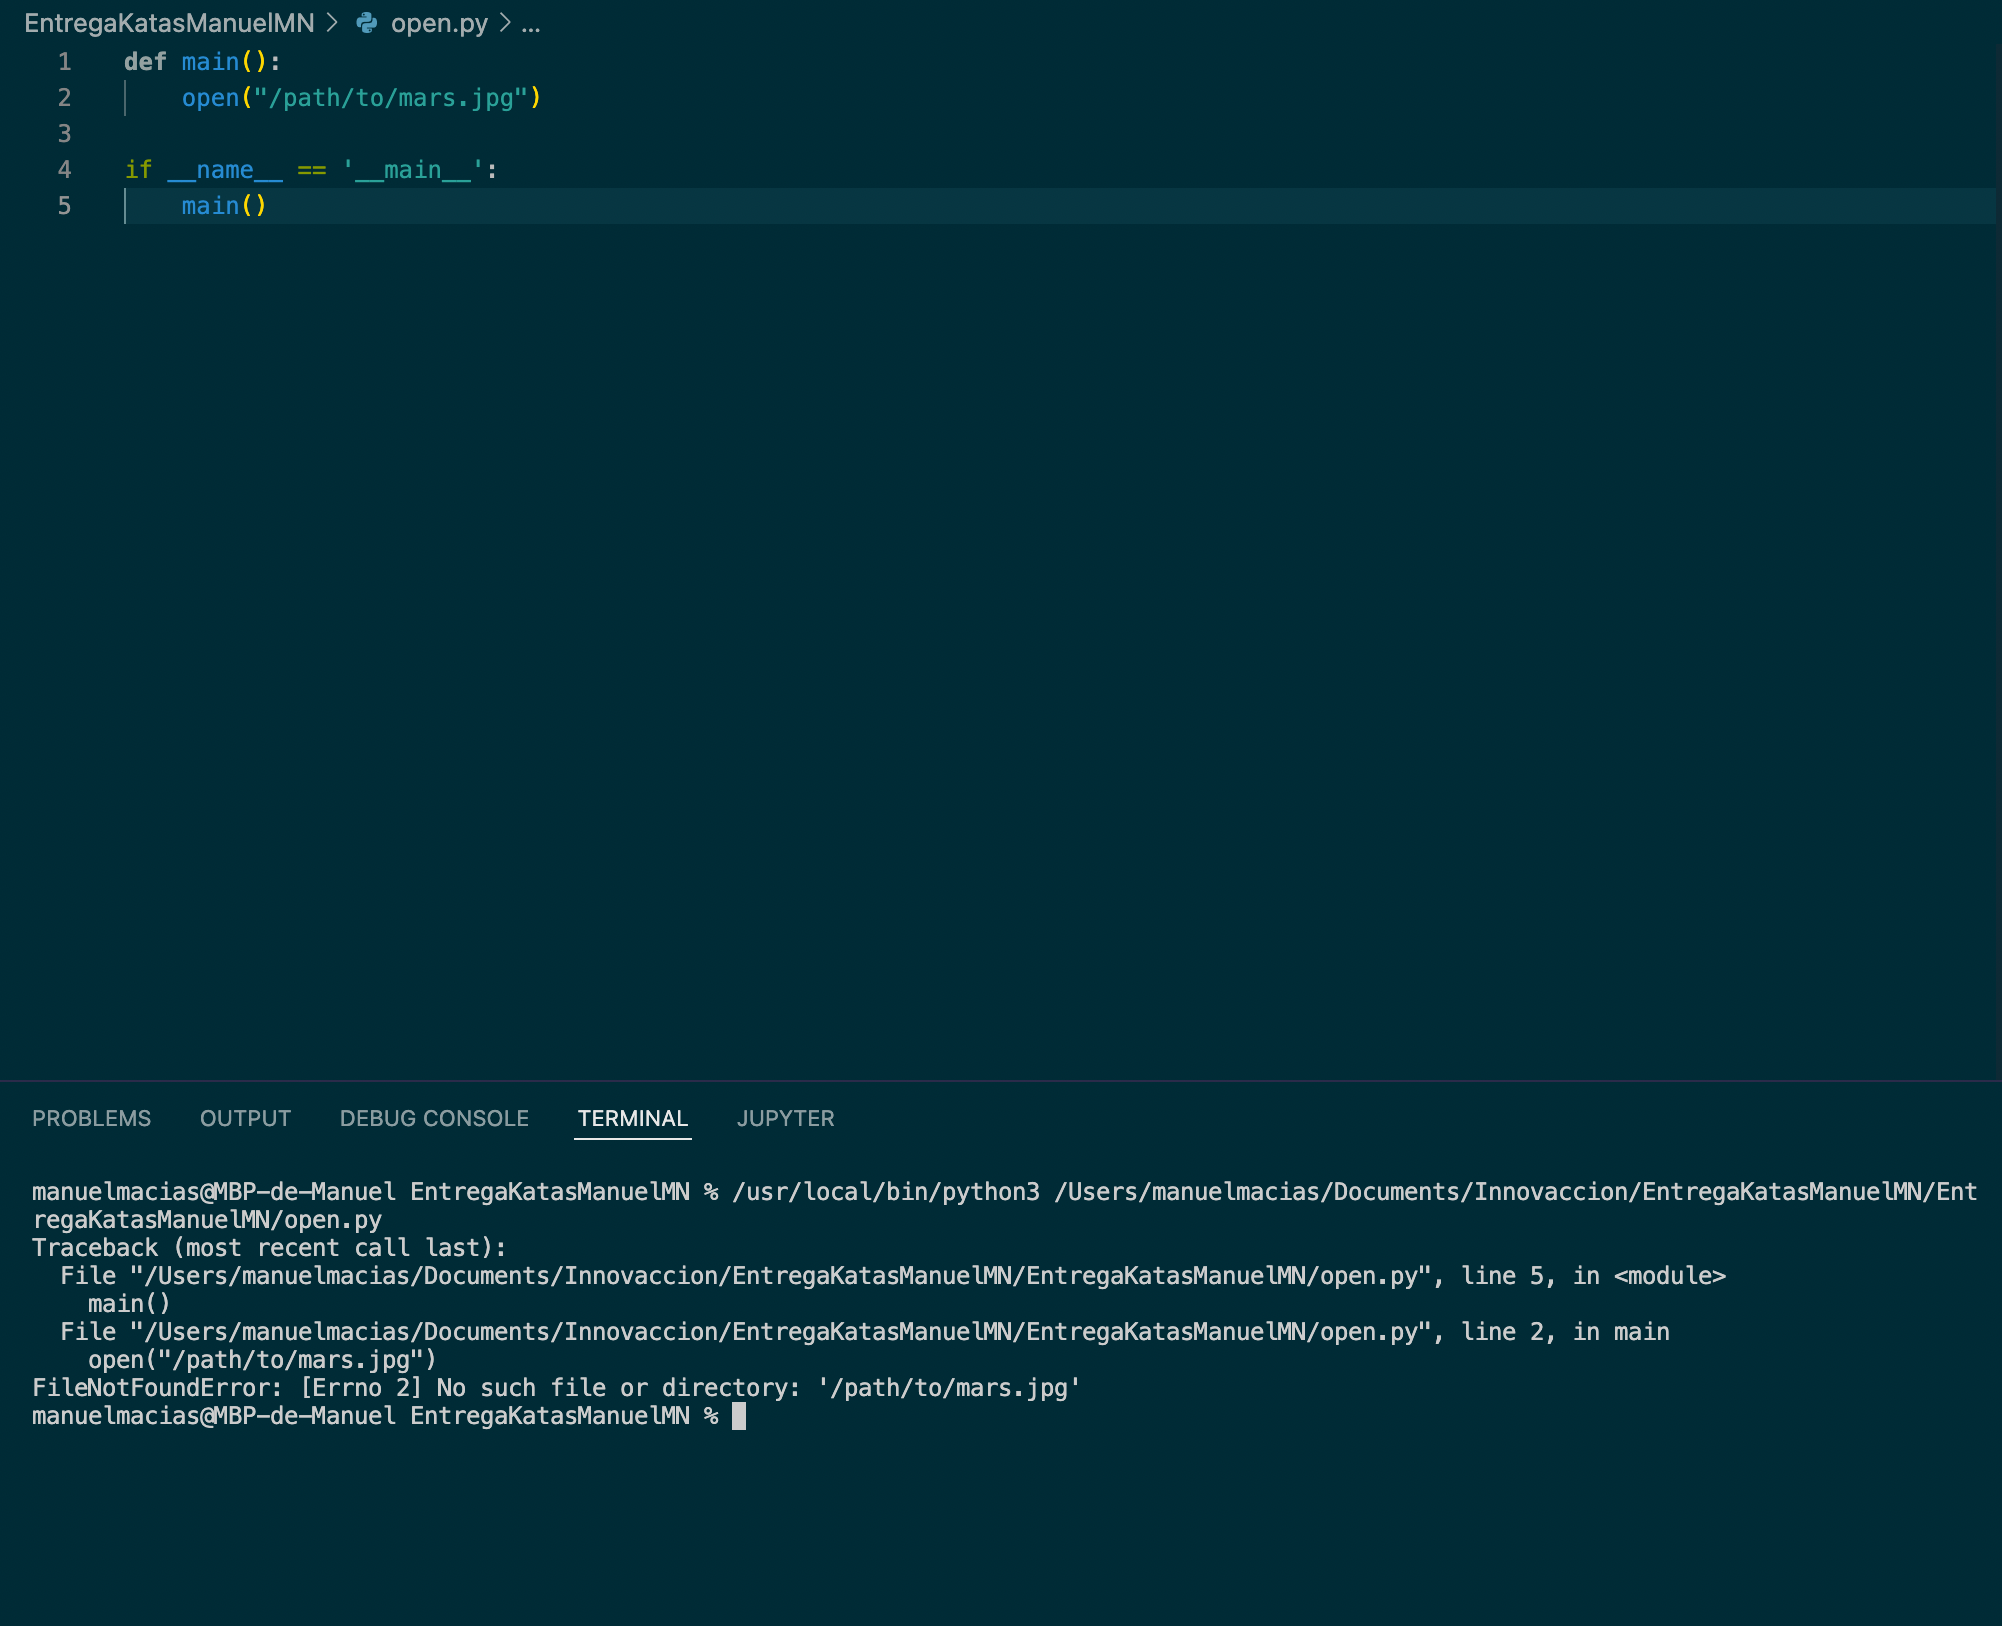 EntregaKatasManuelMN > open.py > ...
1 def main():
2     open("/path/to/mars.jpg")
3
4 if __name__ == '__main__':
5     main()
PROBLEMS OUTPUT DEBUG CONSOLE TERMINAL JUPYTER
manuelmacias@MBP-de-Manuel EntregaKatasManuelMN % /usr/local/bin/python3 /Users/manuelmacias/Documents/Innovaccion/EntregaKatasManuelMN/Ent
regaKatasManuelMN/open.py
Traceback (most recent call last):
  File "/Users/manuelmacias/Documents/Innovaccion/EntregaKatasManuelMN/EntregaKatasManuelMN/open.py", line 5, in <module>
    main()
  File "/Users/manuelmacias/Documents/Innovaccion/EntregaKatasManuelMN/EntregaKatasManuelMN/open.py", line 2, in main
    open("/path/to/mars.jpg")
FileNotFoundError: [Errno 2] No such file or directory: '/path/to/mars.jpg'
manuelmacias@MBP-de-Manuel EntregaKatasManuelMN %